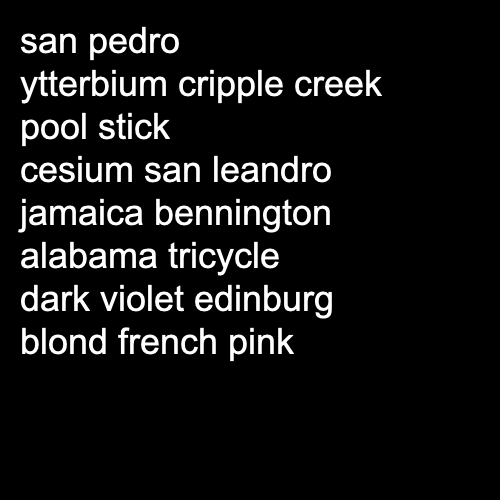 san pedro
ytterbium cripple creek
pool stick
cesium san leandro
jamaica bennington
alabama tricycle
dark violet edinburg
blond french pink